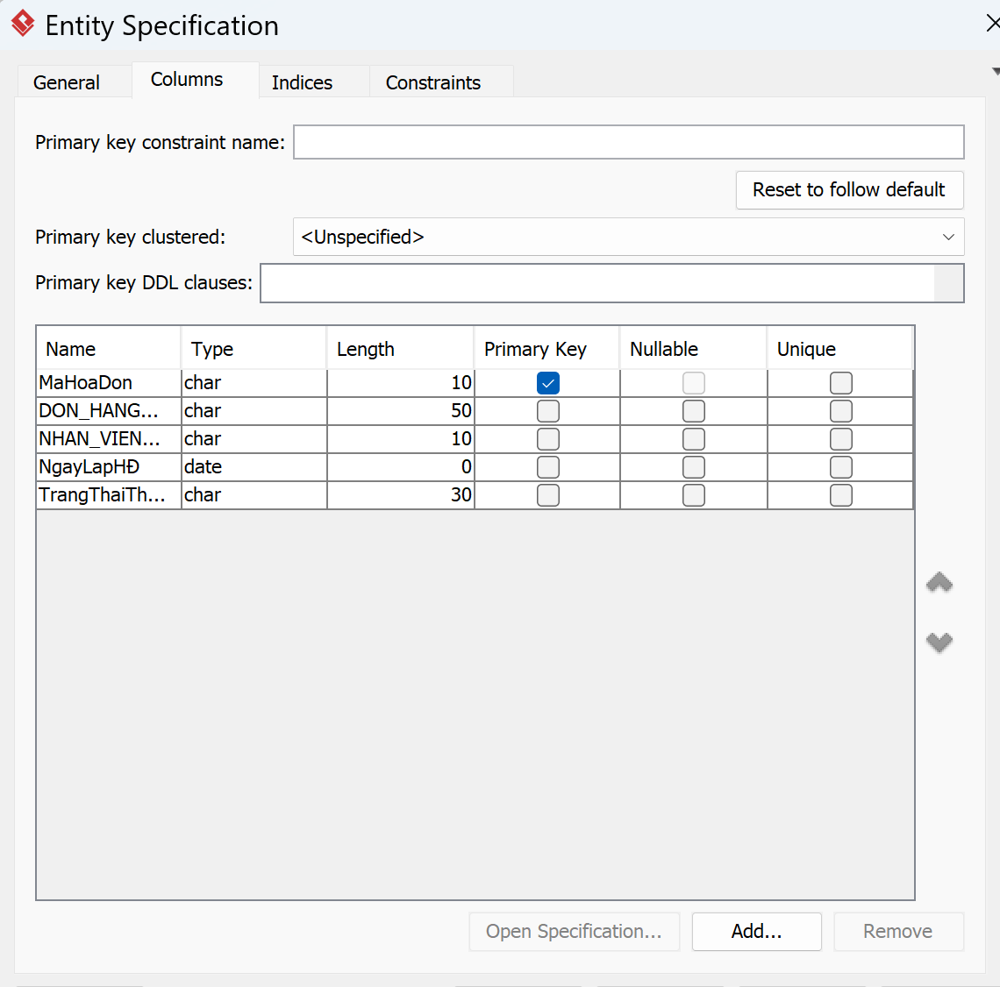 Entity Specification
General Columns Indices Constraints
Primary key constraint name:
Reset to follow default
Primary key clustered: <Unspecified>
Primary key DDL clauses:
Name Type Length Primary Key Nullable Unique
MaHoaDon char 10
DON_HANG... char 50
NHAN_VIEN... char 10
NgayLapHĐ date 0
TrangThaiTh... char 30
Open Specification... Add... Remove